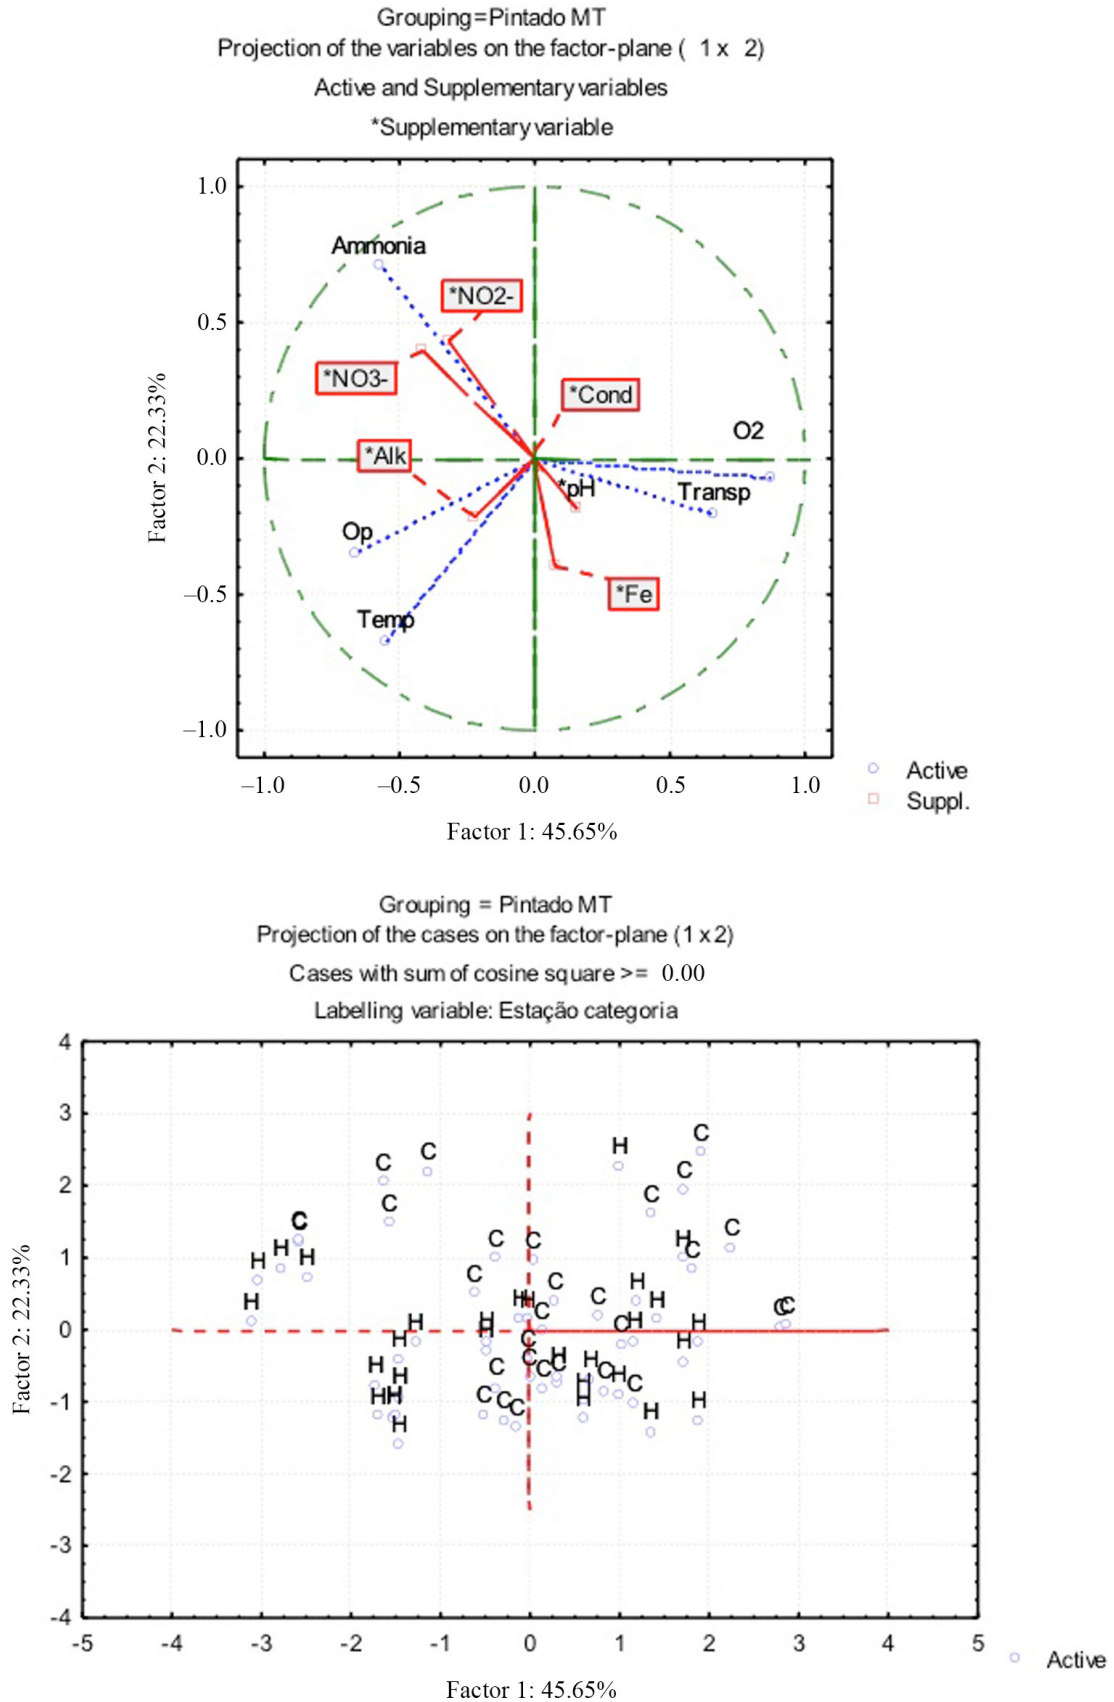 Grouping=Pintado MT
Projection of the variables on the factor-plane ( 1 x 2)
Active and Supplementary variables
*Supplementary variable
1.0
Ammonia
*NO2-
0.5
*NO3-
*Cond
O2
*Alk
0.0
*pH
Transp
Op
–0.5
*Fe
Temp
–1.0
Factor 2: 22.33%
–1.0 –0.5 0.0 0.5 1.0
Active
Suppl.
Factor 1: 45.65%
Grouping = Pintado MT
Projection of the cases on the factor-plane (1 x 2)
Cases with sum of cosine square >= 0.00
Labelling variable: Estação categoria
4
3
C
H
C
C
C
2
C
C
C
C
C
C
H
H
H
H
C
1
C
C
C
H
H
H
H
C
C
C
C
H
H
C
H
H
H
C
H
H
0
C
H
H
C
H
H
C
H
C
C
H
C
H
H
C
H
-1
H
H
H
C
C
C
H
H
H
H
-2
-3
-4
Factor 2: 22.33%
-5 -4 -3 -2 -1 0 1 2 3 4 5
Active
Factor 1: 45.65%